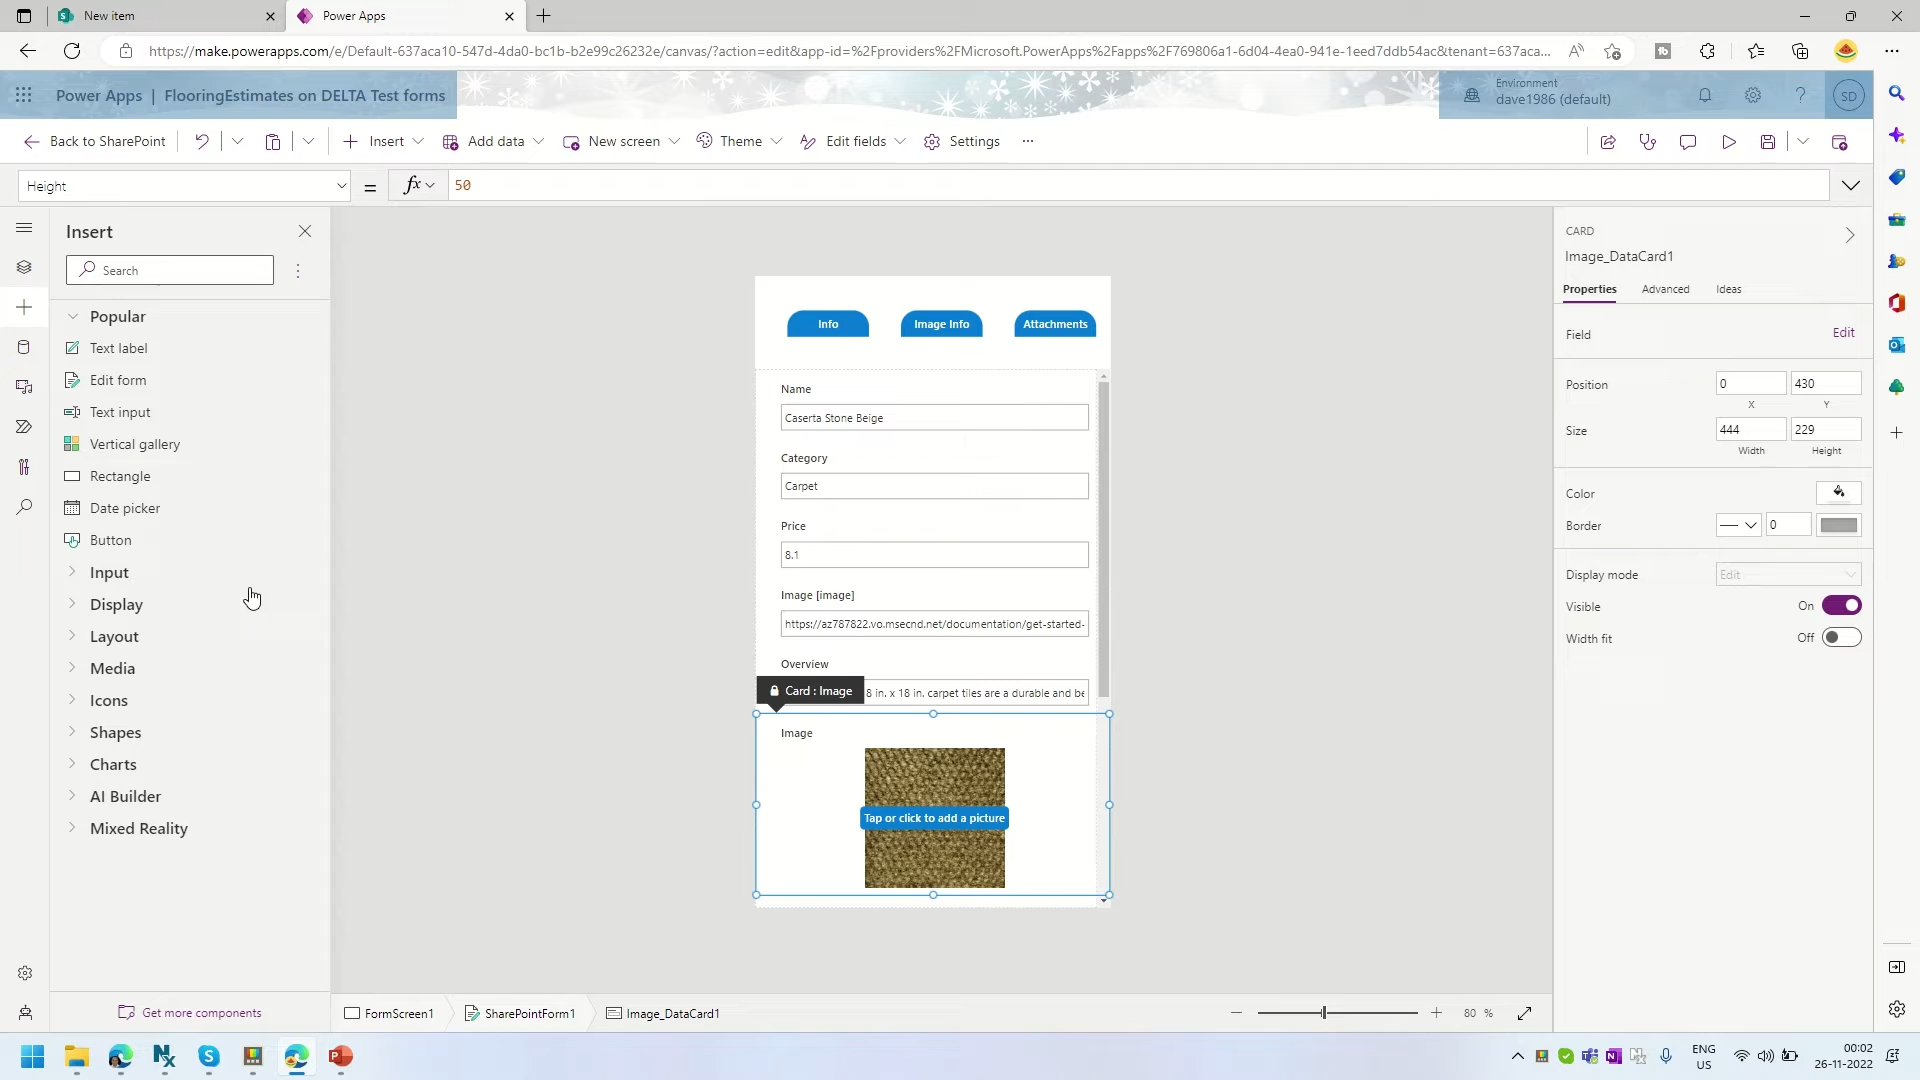 New item
Power Apps
https://make.powerapps.com/e/Default-637aca10-547d-4da0-bc1b-b2e99c26232e/canvas/?action=edit&app-id=%2Fproviders%2FMicrosoft.PowerApps%2Fapps%2F769806a1-6d04-4ea0-941e-1eed7ddb54ac&tenant=637aca...
Power Apps | FlooringEstimates on DELTA Test forms
Environment
dave1986 (default)
SD
Back to SharePoint
Insert
Add data
New screen
Theme
Edit fields
Settings
Height
=
fx
50
Insert
Search
Popular
Text label
Edit form
Text input
Vertical gallery
Rectangle
Date picker
Button
Input
Display
Layout
Media
Icons
Shapes
Charts
AI Builder
Mixed Reality
Get more components
Info
Image Info
Attachments
Name
Caserta Stone Beige
Category
Carpet
Price
8.1
Image [image]
https://az787822.vo.msecnd.net/documentation/get-started-
Overview
8 in. x 18 in. carpet tiles are a durable and be
Card : Image
Image
Tap or click to add a picture
FormScreen1
SharePointForm1
Image_DataCard1
80 %
CARD
Image_DataCard1
Properties
Advanced
Ideas
Field
Edit
Position
0
430
X
Y
Size
444
229
Width
Height
Color
Border
0
Display mode
Edit
Visible
On
Width fit
Off
ENG
US
00:02
26-11-2022